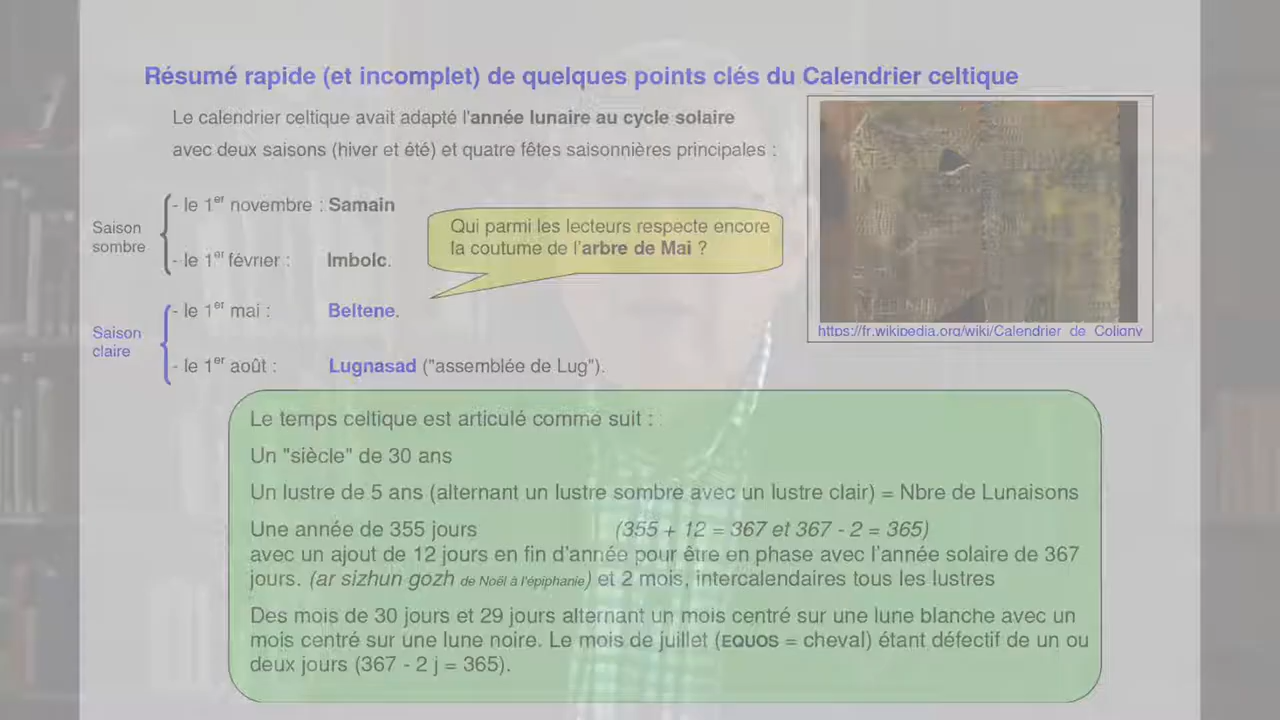 Résumé rapide (et incomplet) de quelques points clés du Calendrier celtique
Le calendrier celtique avait adapté l'année lunaire au cycle solaire
avec deux saisons (hiver et été) et quatre fêtes saisonnières principales :
Saison
sombre
- le 1er novembre : Samain
- le 1er février : Imbolc.
Qui parmi les lecteurs respecte encore
la coutume de l'arbre de Mai ?
Saison
claire
- le 1er mai : Beltene.
- le 1er août : Lugnasad ("assemblée de Lug").
https://fr.wikipedia.org/wiki/Calendrier_de_Coligny
Le temps celtique est articulé comme suit :
Un "siècle" de 30 ans
Un lustre de 5 ans (alternant un lustre sombre avec un lustre clair) = Nbre de Lunaisons
Une année de 355 jours (355 + 12 = 367 et 367 - 2 = 365)
avec un ajout de 12 jours en fin d'année pour être en phase avec l'année solaire de 367
jours. (ar sizhun gozh de Noël à l'épiphanie) et 2 mois, intercalendaires tous les lustres
Des mois de 30 jours et 29 jours alternant un mois centré sur une lune blanche avec un
mois centré sur une lune noire. Le mois de juillet (EQUOS = cheval) étant défectif de un ou
deux jours (367 - 2 j = 365).